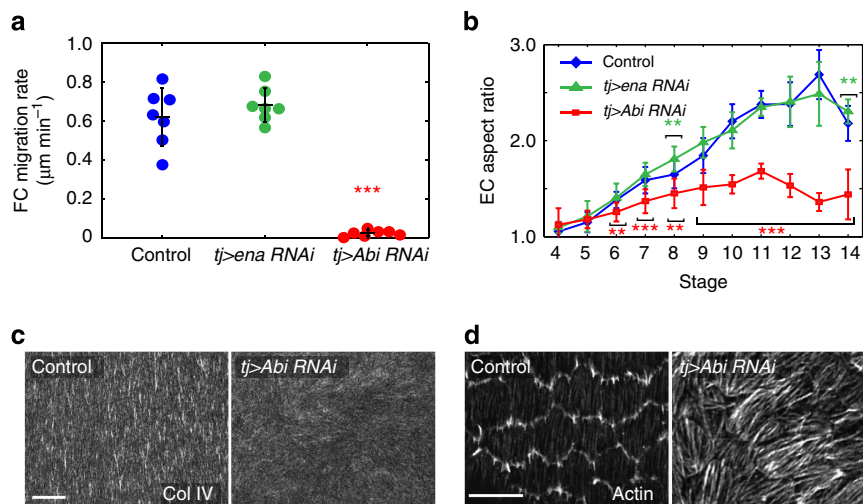 a
FC migration rate
(μm min⁻¹)
1.0
0.8
0.6
0.4
0.2
0
***
Control
tj>ena RNAi
tj>Abi RNAi
b
EC aspect ratio
3.0
2.0
1.0
Control
tj>ena RNAi
tj>Abi RNAi
**
**
**
***
**
***
4 5 6 7 8 9 10 11 12 13 14
Stage
c
Control
Col IV
tj>Abi RNAi
d
Control
Actin
tj>Abi RNAi